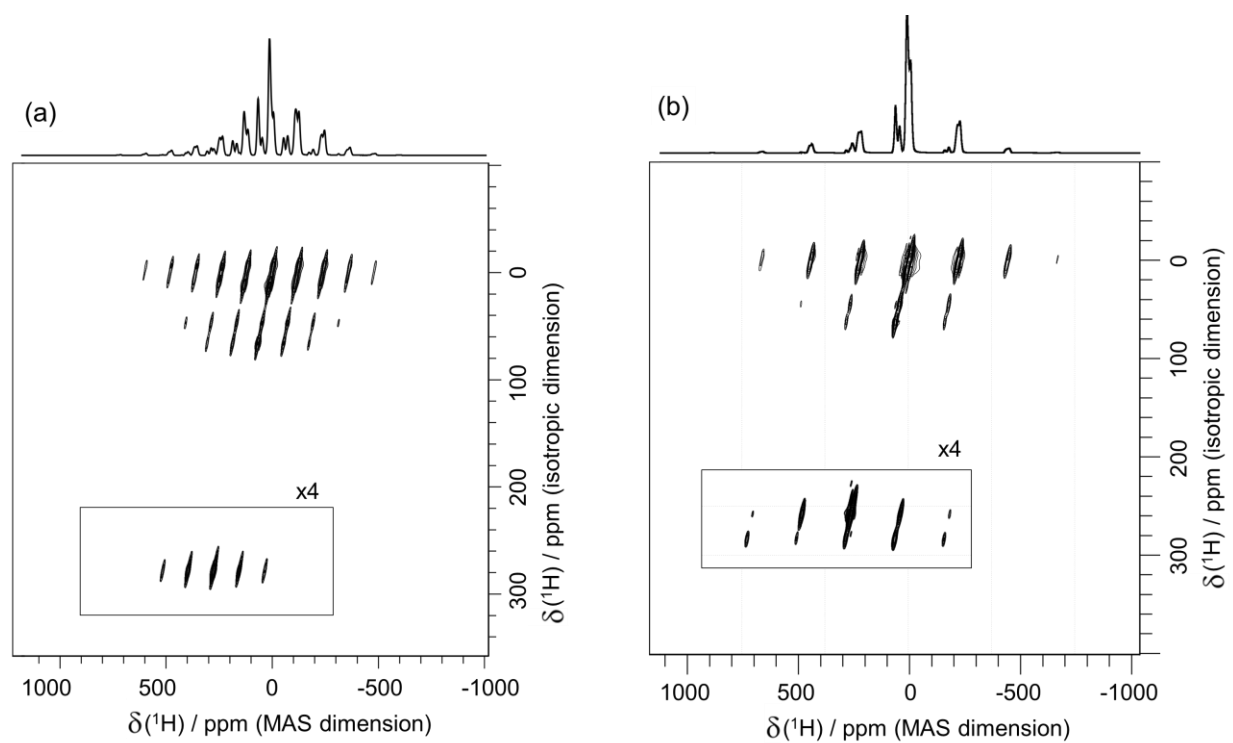 (a)
0
100
200
300
δ(¹H) / ppm (isotropic dimension)
x4
1000 500 0 -500 -1000
δ(¹H) / ppm (MAS dimension)
(b)
0
100
200
300
δ(¹H) / ppm (isotropic dimension)
x4
1000 500 0 -500 -1000
δ(¹H) / ppm (MAS dimension)